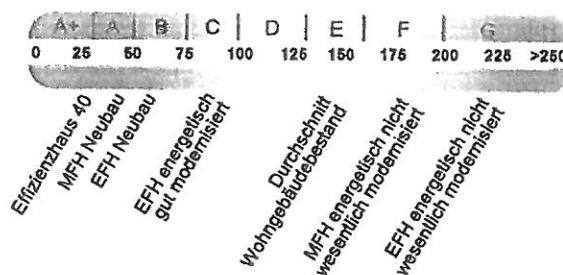 A+ A B C D E F G
0 25 50 75 100 125 150 175 200 225 >250
Effizienzhaus 40
MFH Neubau
EFH Neubau
EFH energetisch
gut modernisiert
Durchschnitt
Wohngebäudebestand
MFH energetisch nicht
wesentlich modernisiert
EFH energetisch nicht
wesentlich modernisiert